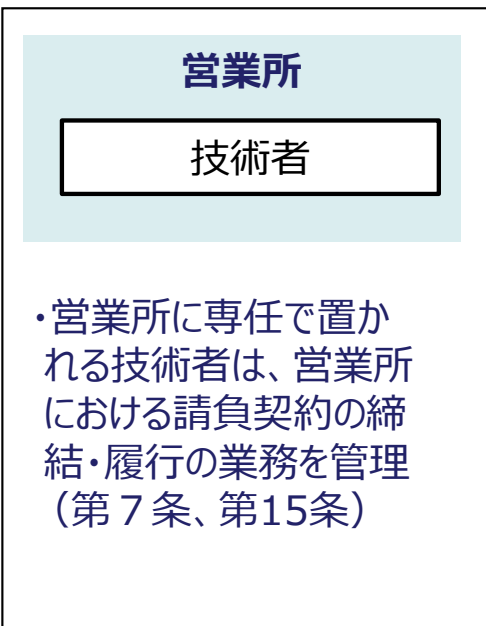 営業所
技術者
・営業所に専任で置か
れる技術者は、営業所
における請負契約の締
結・履行の業務を管理
（第７条、第15条）